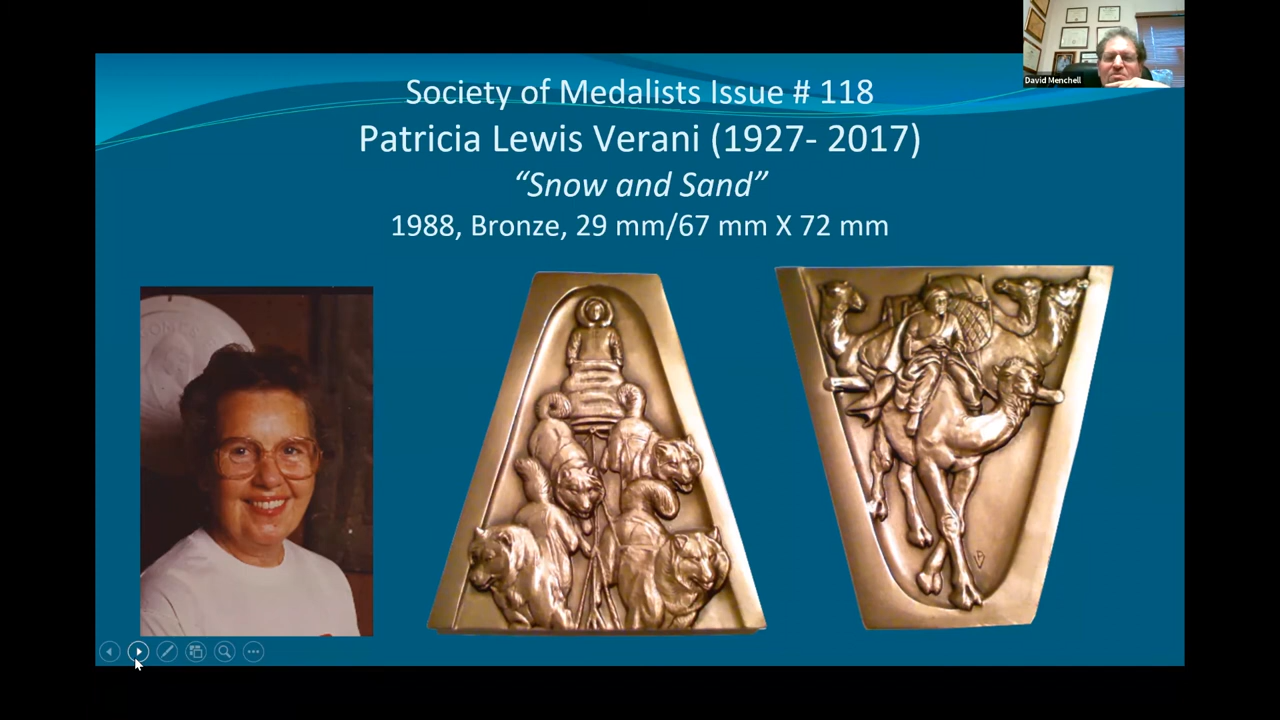 David Menchell
Society of Medalists Issue # 118
Patricia Lewis Verani (1927- 2017)
“Snow and Sand”
1988, Bronze, 29 mm/67 mm X 72 mm